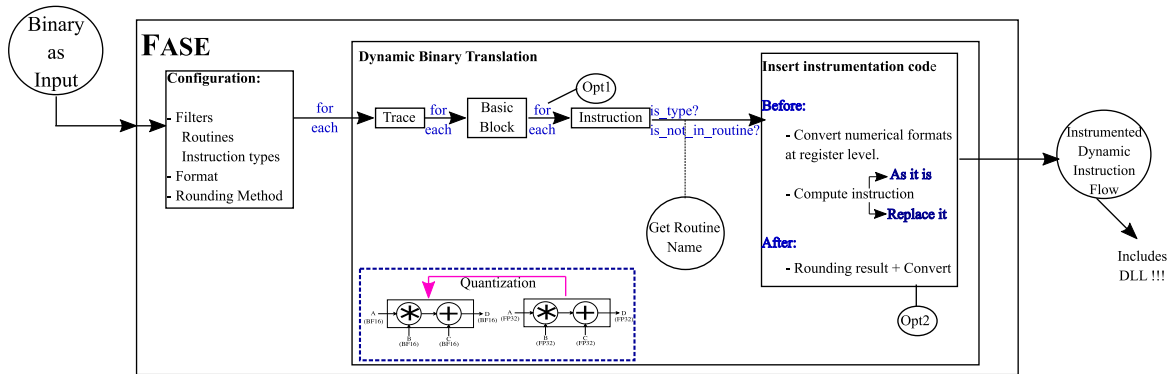 Binary
as
Input
FASE
Configuration:
- Filters
Routines
Instruction types
- Format
- Rounding Method
for
each
Dynamic Binary Translation
Trace
for
each
Basic
Block
for
each
Opt1
Instruction
is_type?
is_not_in_routine?
Get Routine
Name
Insert instrumentation code
Before:
- Convert numerical formats
at register level.
As it is
- Compute instruction
Replace it
After:
- Rounding result + Convert
Opt2
Quantization
A
(BF16)
B
(BF16)
C
(BF16)
D
(BF16)
A
(FP32)
B
(FP32)
C
(FP32)
D
(FP32)
Instrumented
Dynamic
Instruction
Flow
Includes
DLL !!!